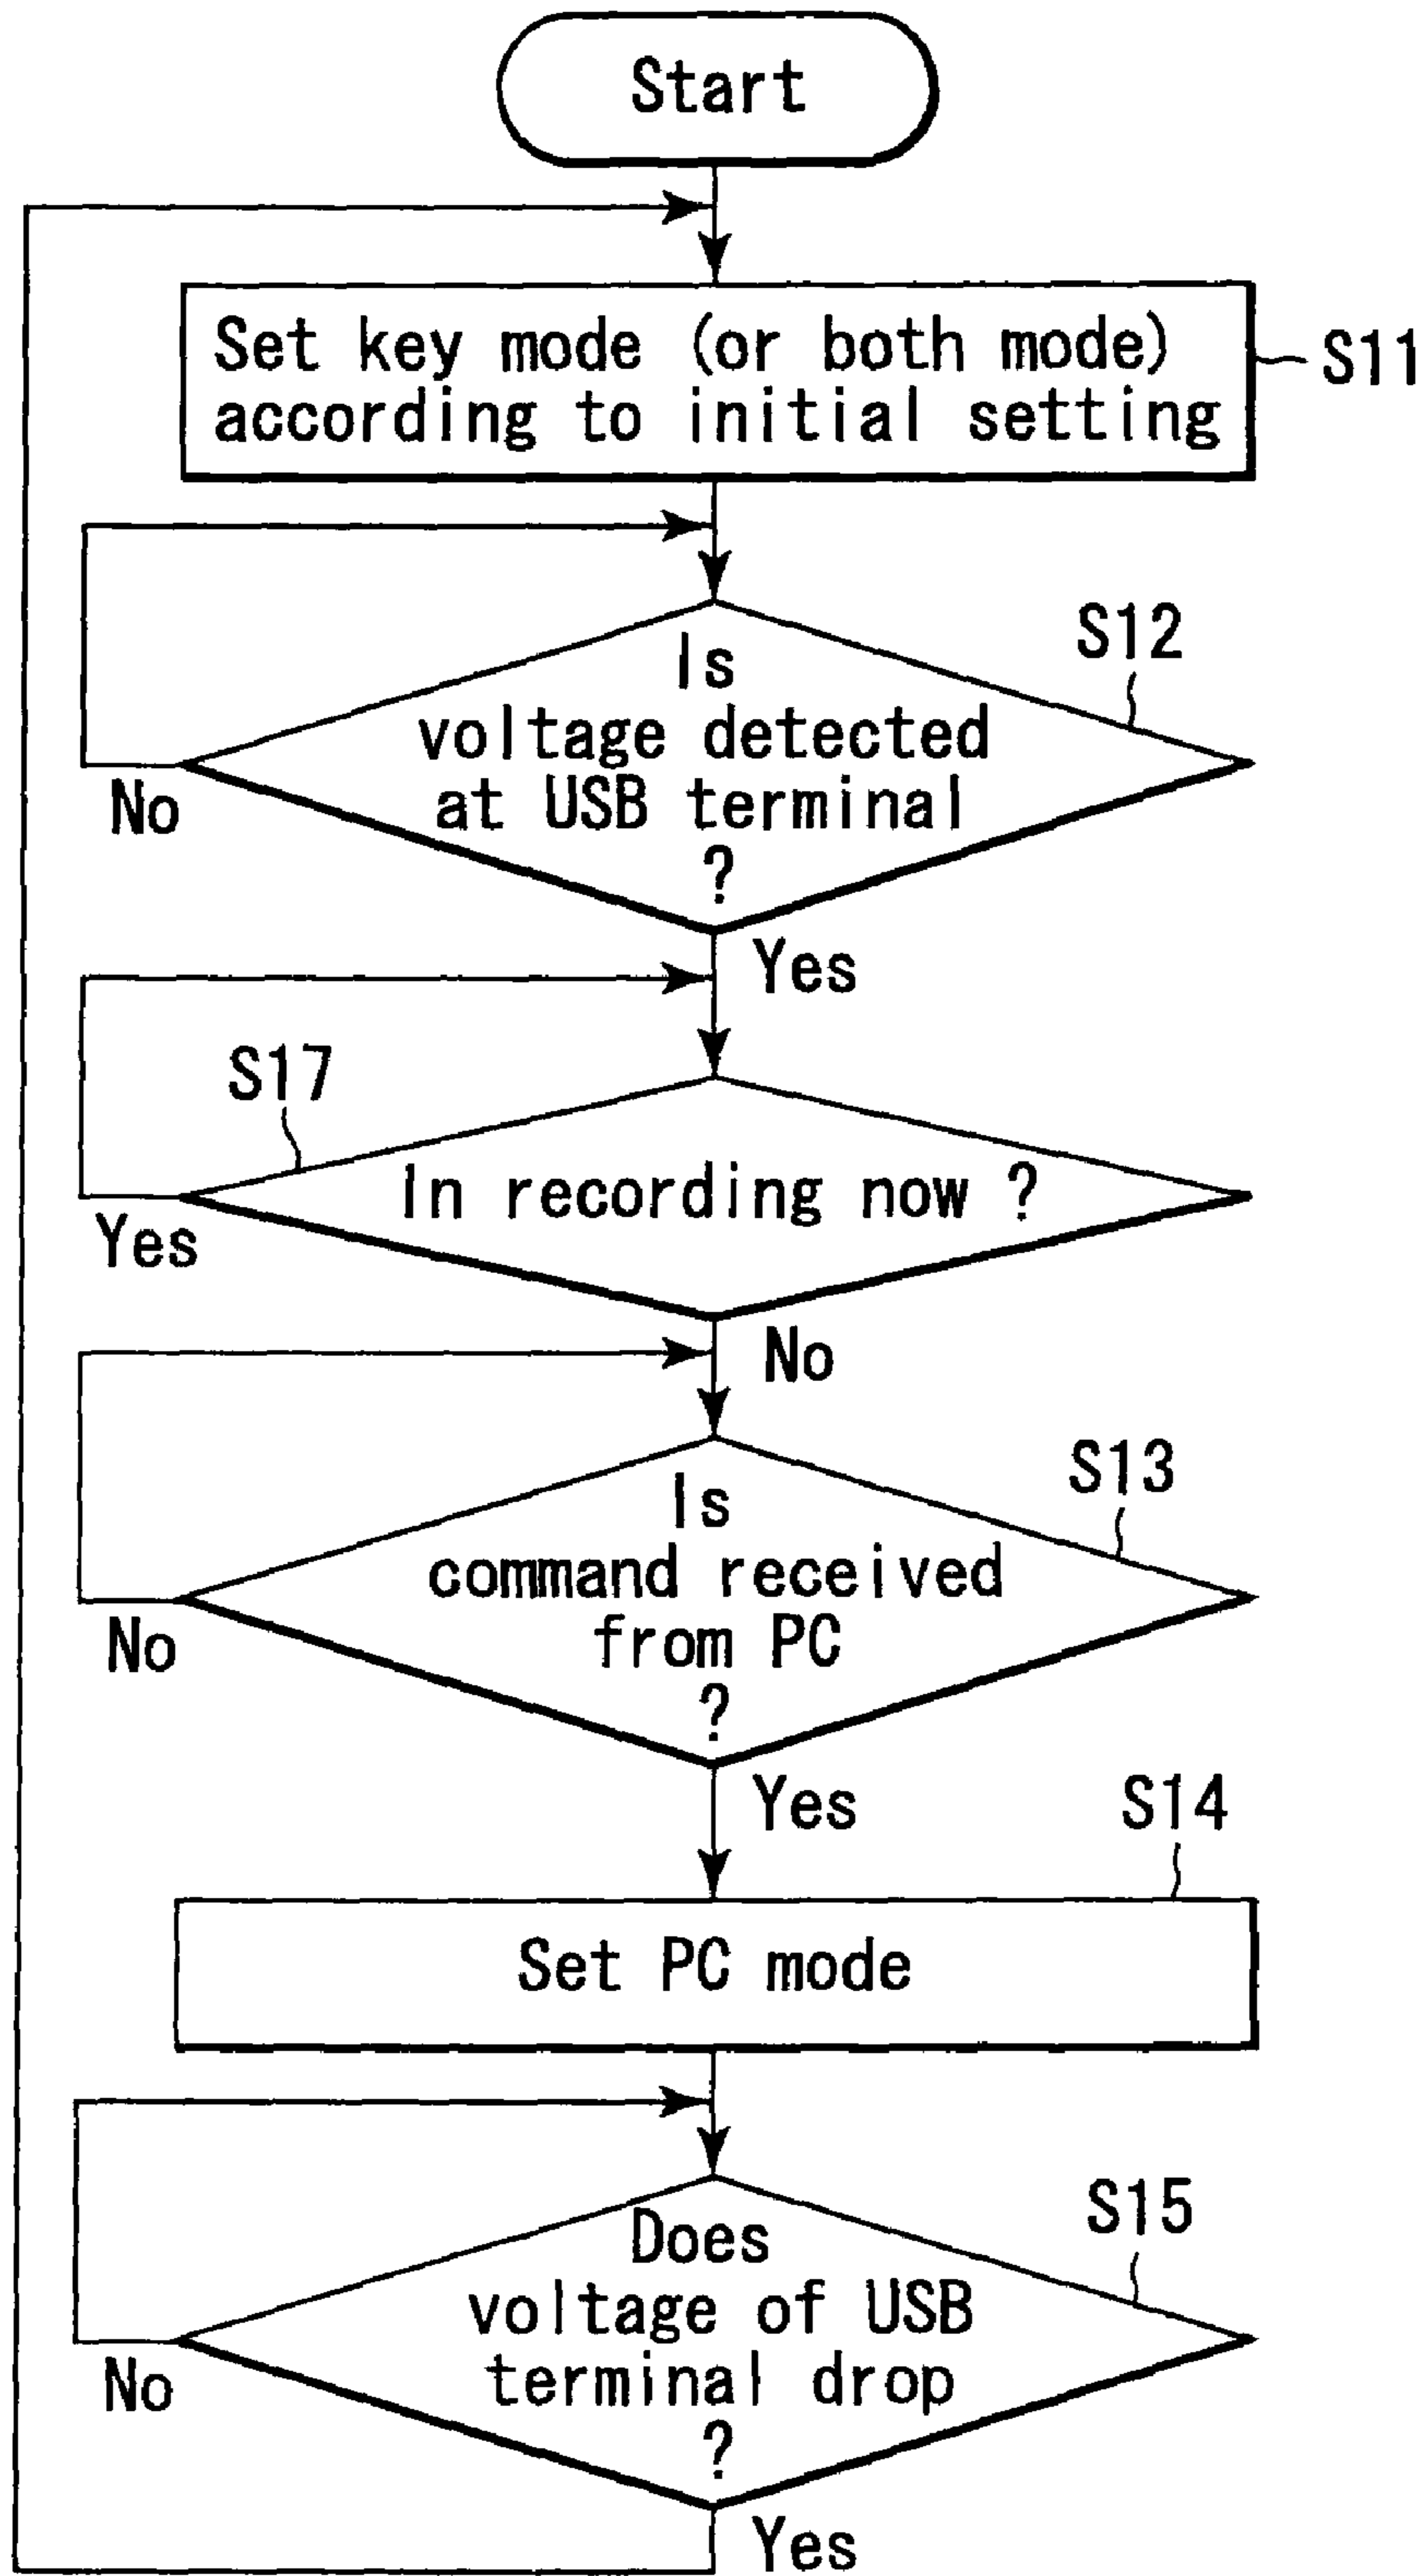 Start
Set key mode (or both mode)
according to initial setting
S11
S12
Is
voltage detected
at USB terminal
?
No
Yes
S17
In recording now ?
Yes
No
S13
Is
command received
from PC
?
No
Yes
S14
Set PC mode
S15
Does
voltage of USB
terminal drop
?
No
Yes